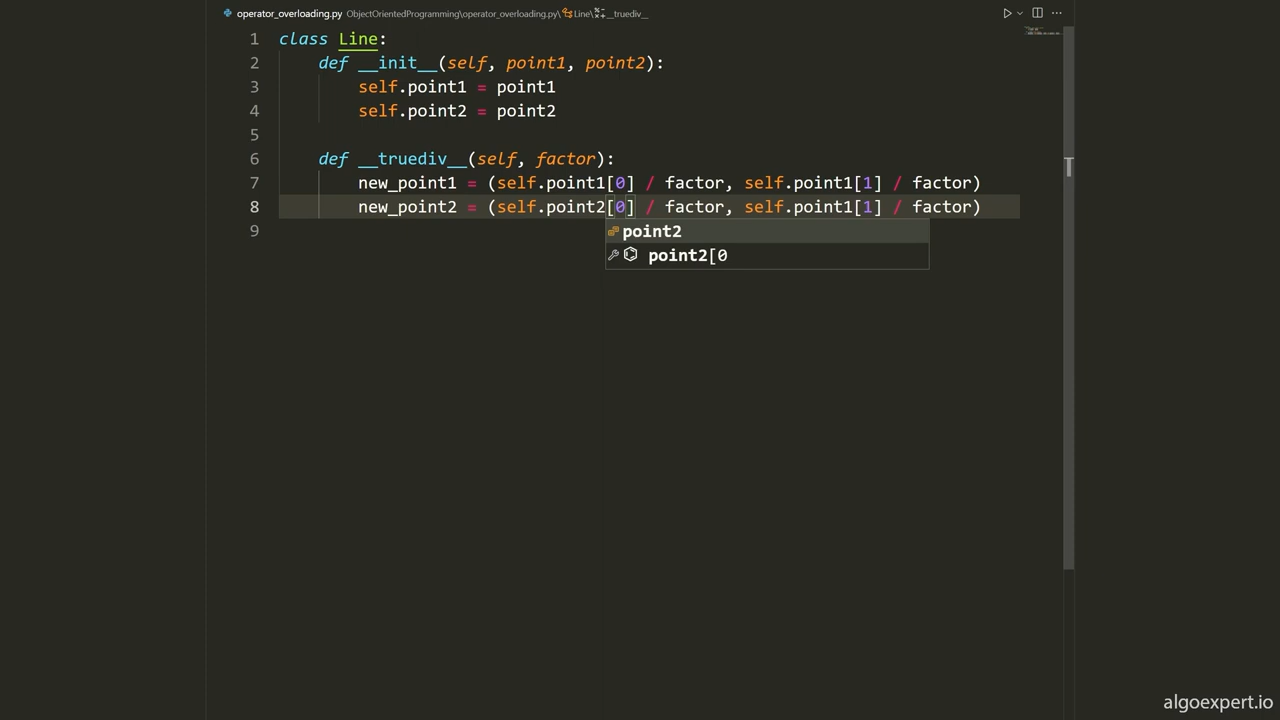 operator_overloading.py ObjectOrientedProgramming\operator_overloading.py\Line\__truediv__
1 class Line:
2 def __init__(self, point1, point2):
3 self.point1 = point1
4 self.point2 = point2
5
6 def __truediv__(self, factor):
7 new_point1 = (self.point1[0] / factor, self.point1[1] / factor)
8 new_point2 = (self.point2[0] / factor, self.point1[1] / factor)
9
point2
point2[0
algoexpert.io